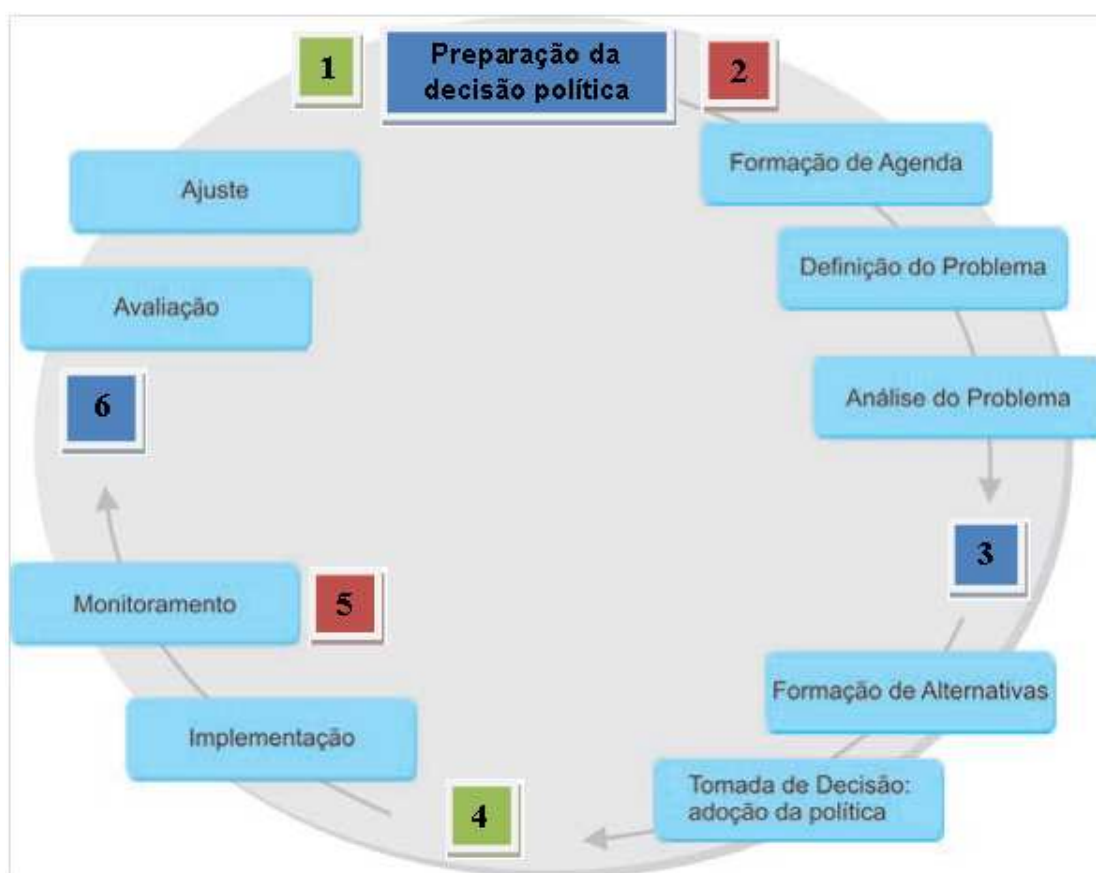 1
Preparação da
decisão política
2
Formação de Agenda
Definição do Problema
Análise do Problema
3
Formação de Alternativas
Tomada de Decisão:
adoção da política
4
Implementação
Monitoramento
5
6
Avaliação
Ajuste